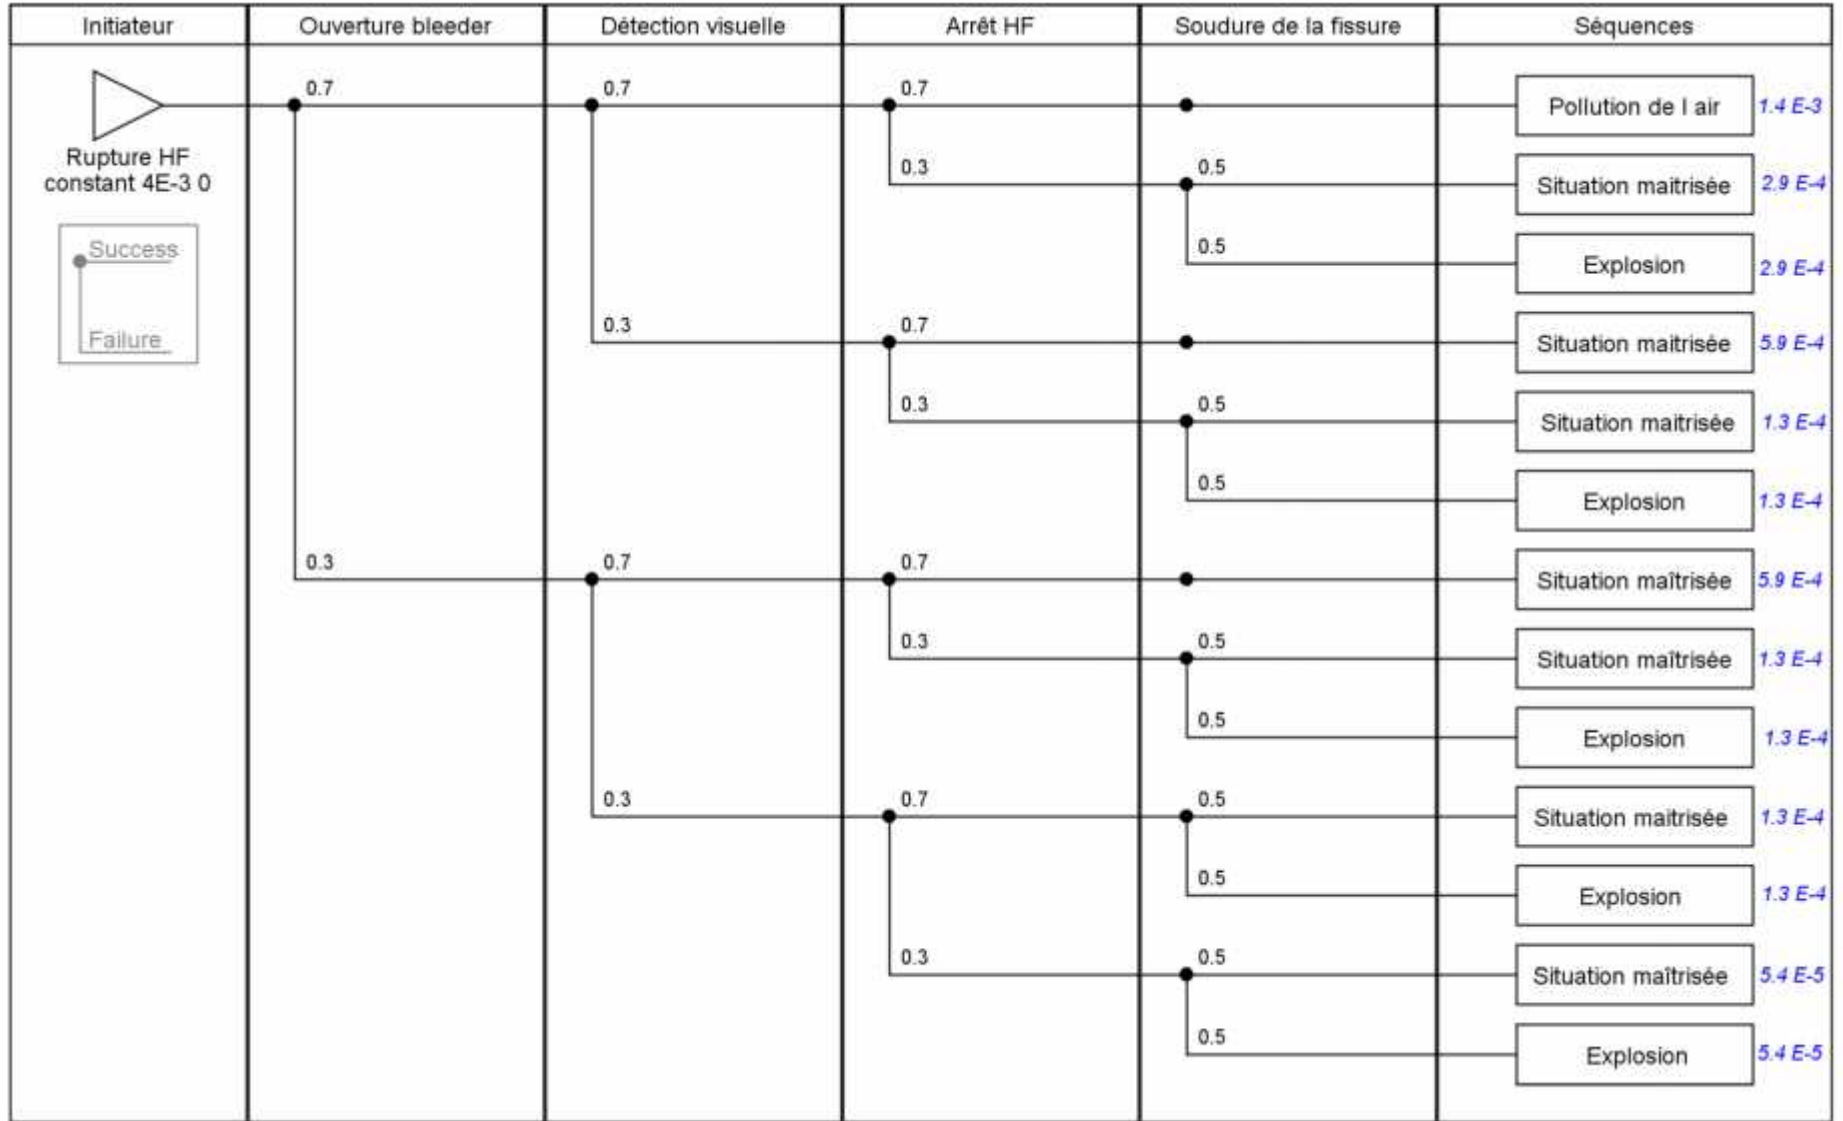 Initiateur
Ouverture bleeder
Détection visuelle
Arrêt HF
Soudure de la fissure
Séquences
0.7
0.7
0.7
Pollution de l air
1.4 E-3
Rupture HF
constant 4E-3 0
0.3
0.5
Situation maitrisée
2.9 E-4
Success
Failure
0.5
Explosion
2.9 E-4
0.3
0.7
Situation maitrisée
5.9 E-4
0.3
0.5
Situation maitrisée
1.3 E-4
0.5
Explosion
1.3 E-4
0.3
0.7
0.7
Situation maîtrisée
5.9 E-4
0.3
0.5
Situation maîtrisée
1.3 E-4
0.5
Explosion
1.3 E-4
0.3
0.7
0.5
Situation maitrisée
1.3 E-4
0.5
Explosion
1.3 E-4
0.3
0.5
Situation maîtrisée
5.4 E-5
0.5
Explosion
5.4 E-5